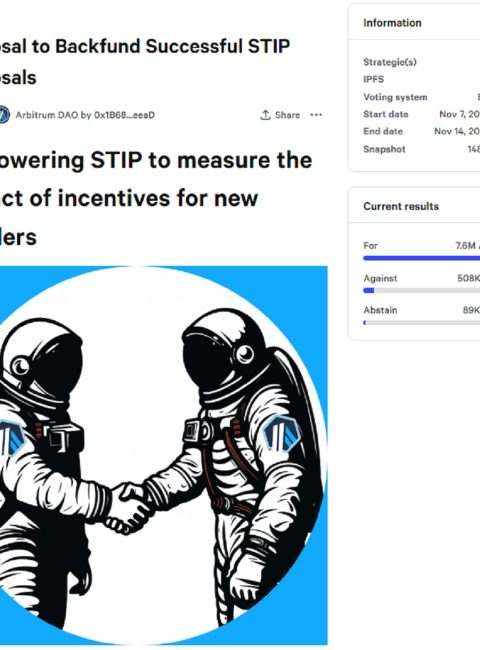 osal to Backfund Successful STIP
osals
Arbitrum DAO by 0x1B68...eeaD
Share
owering STIP to measure the
ct of incentives for new
ders
Information
Strategie(s)
IPFS
Voting system
Start date Nov 7, 20
End date Nov 14, 20
Snapshot 148
Current results
For 7.6M
Against 508K
Abstain 89K